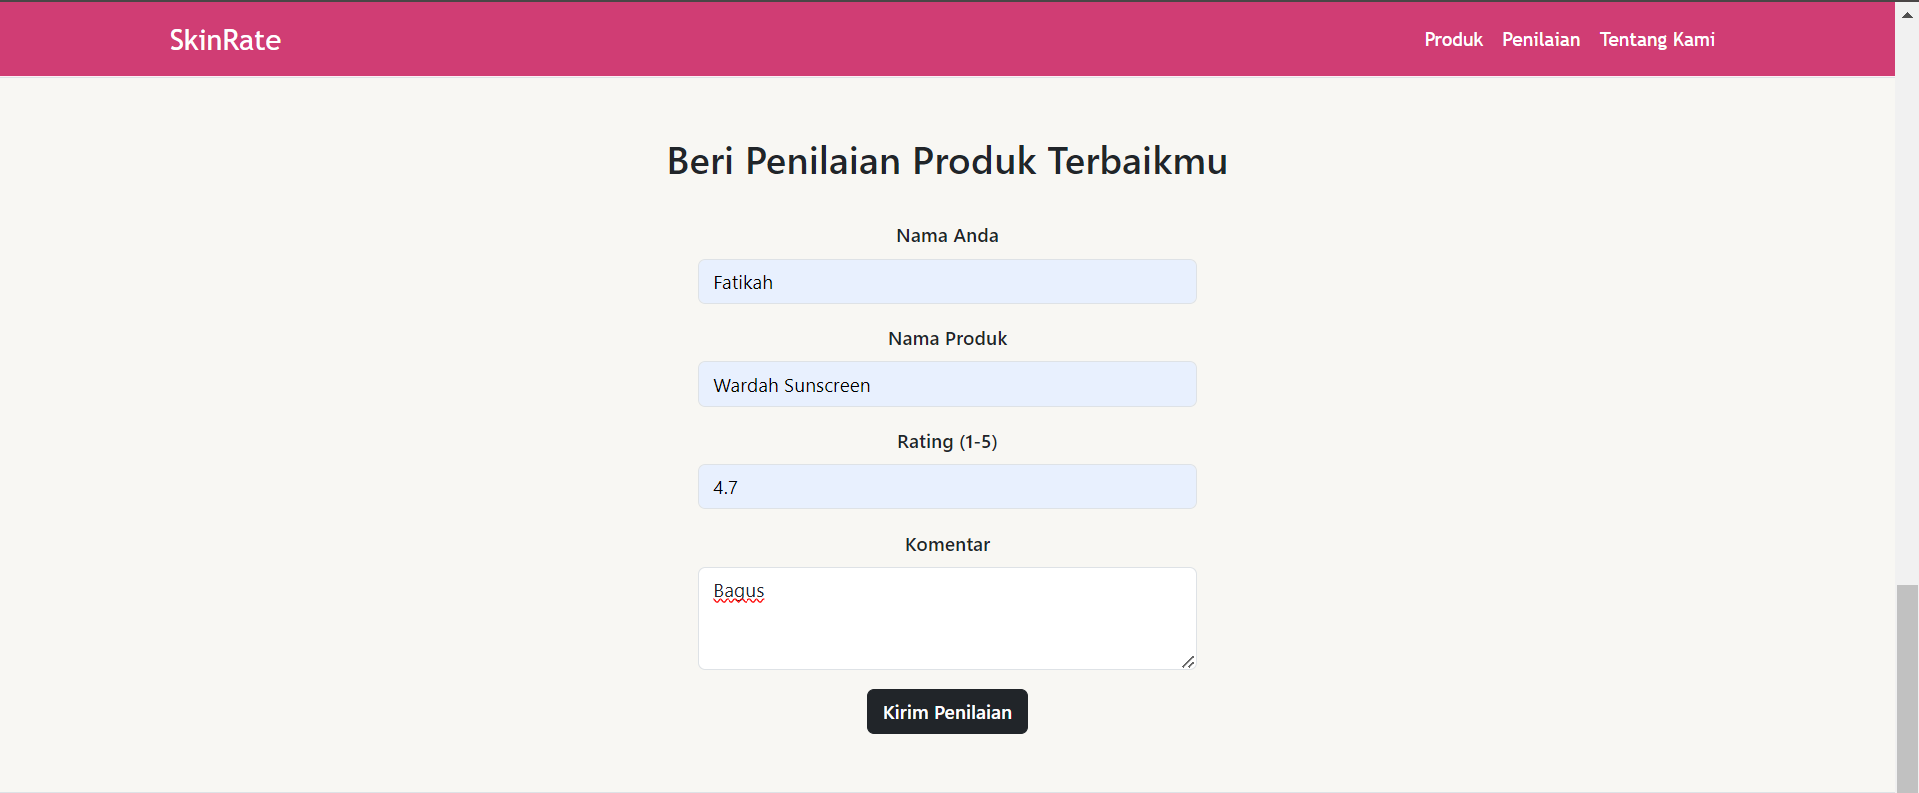 SkinRate
Produk Penilaian Tentang Kami
Beri Penilaian Produk Terbaikmu
Nama Anda
Fatikah
Nama Produk
Wardah Sunscreen
Rating (1-5)
4.7
Komentar
Bagus
Kirim Penilaian